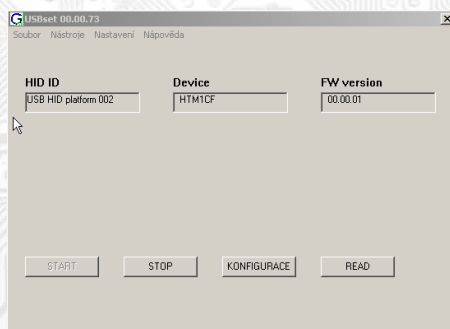 USBset 00.00.73
Soubor Nástroje Nastavení Nápověda
HID ID Device FW version
USB HID platform 002 HTM1CF 00.00.01
START STOP KONFIGURACE READ